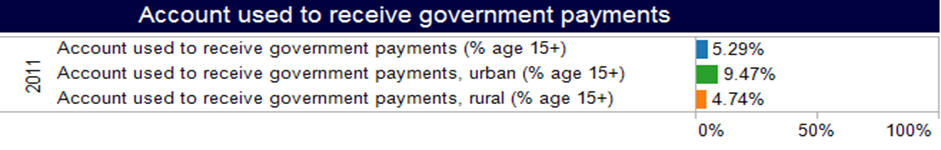 Account used to receive government payments
2011
Account used to receive government payments (% age 15+) 5.29%
Account used to receive government payments, urban (% age 15+) 9.47%
Account used to receive government payments, rural (% age 15+) 4.74%
0% 50% 100%